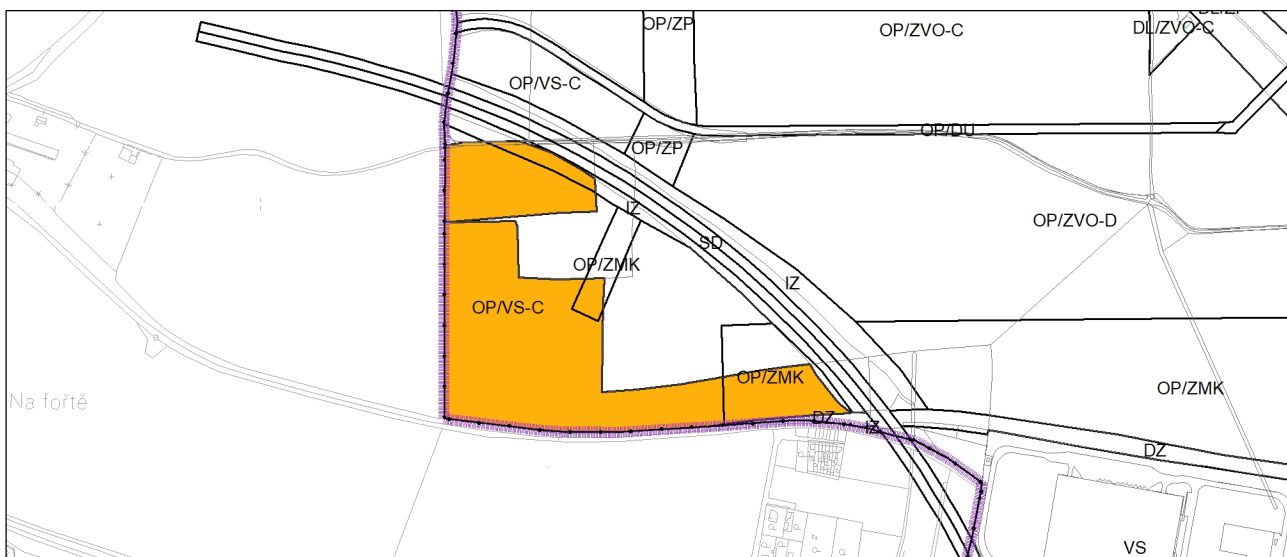 OP/ZP
OP/ZVO-C
DL/ZVO-C
OP/VS-C
OP/DU
OP/ZP
IZ
OP/ZVO-D
SD
OP/ZMK
IZ
OP/VS-C
OP/ZMK
OP/ZMK
Na fořtě
DZ
IZ
DZ
VS